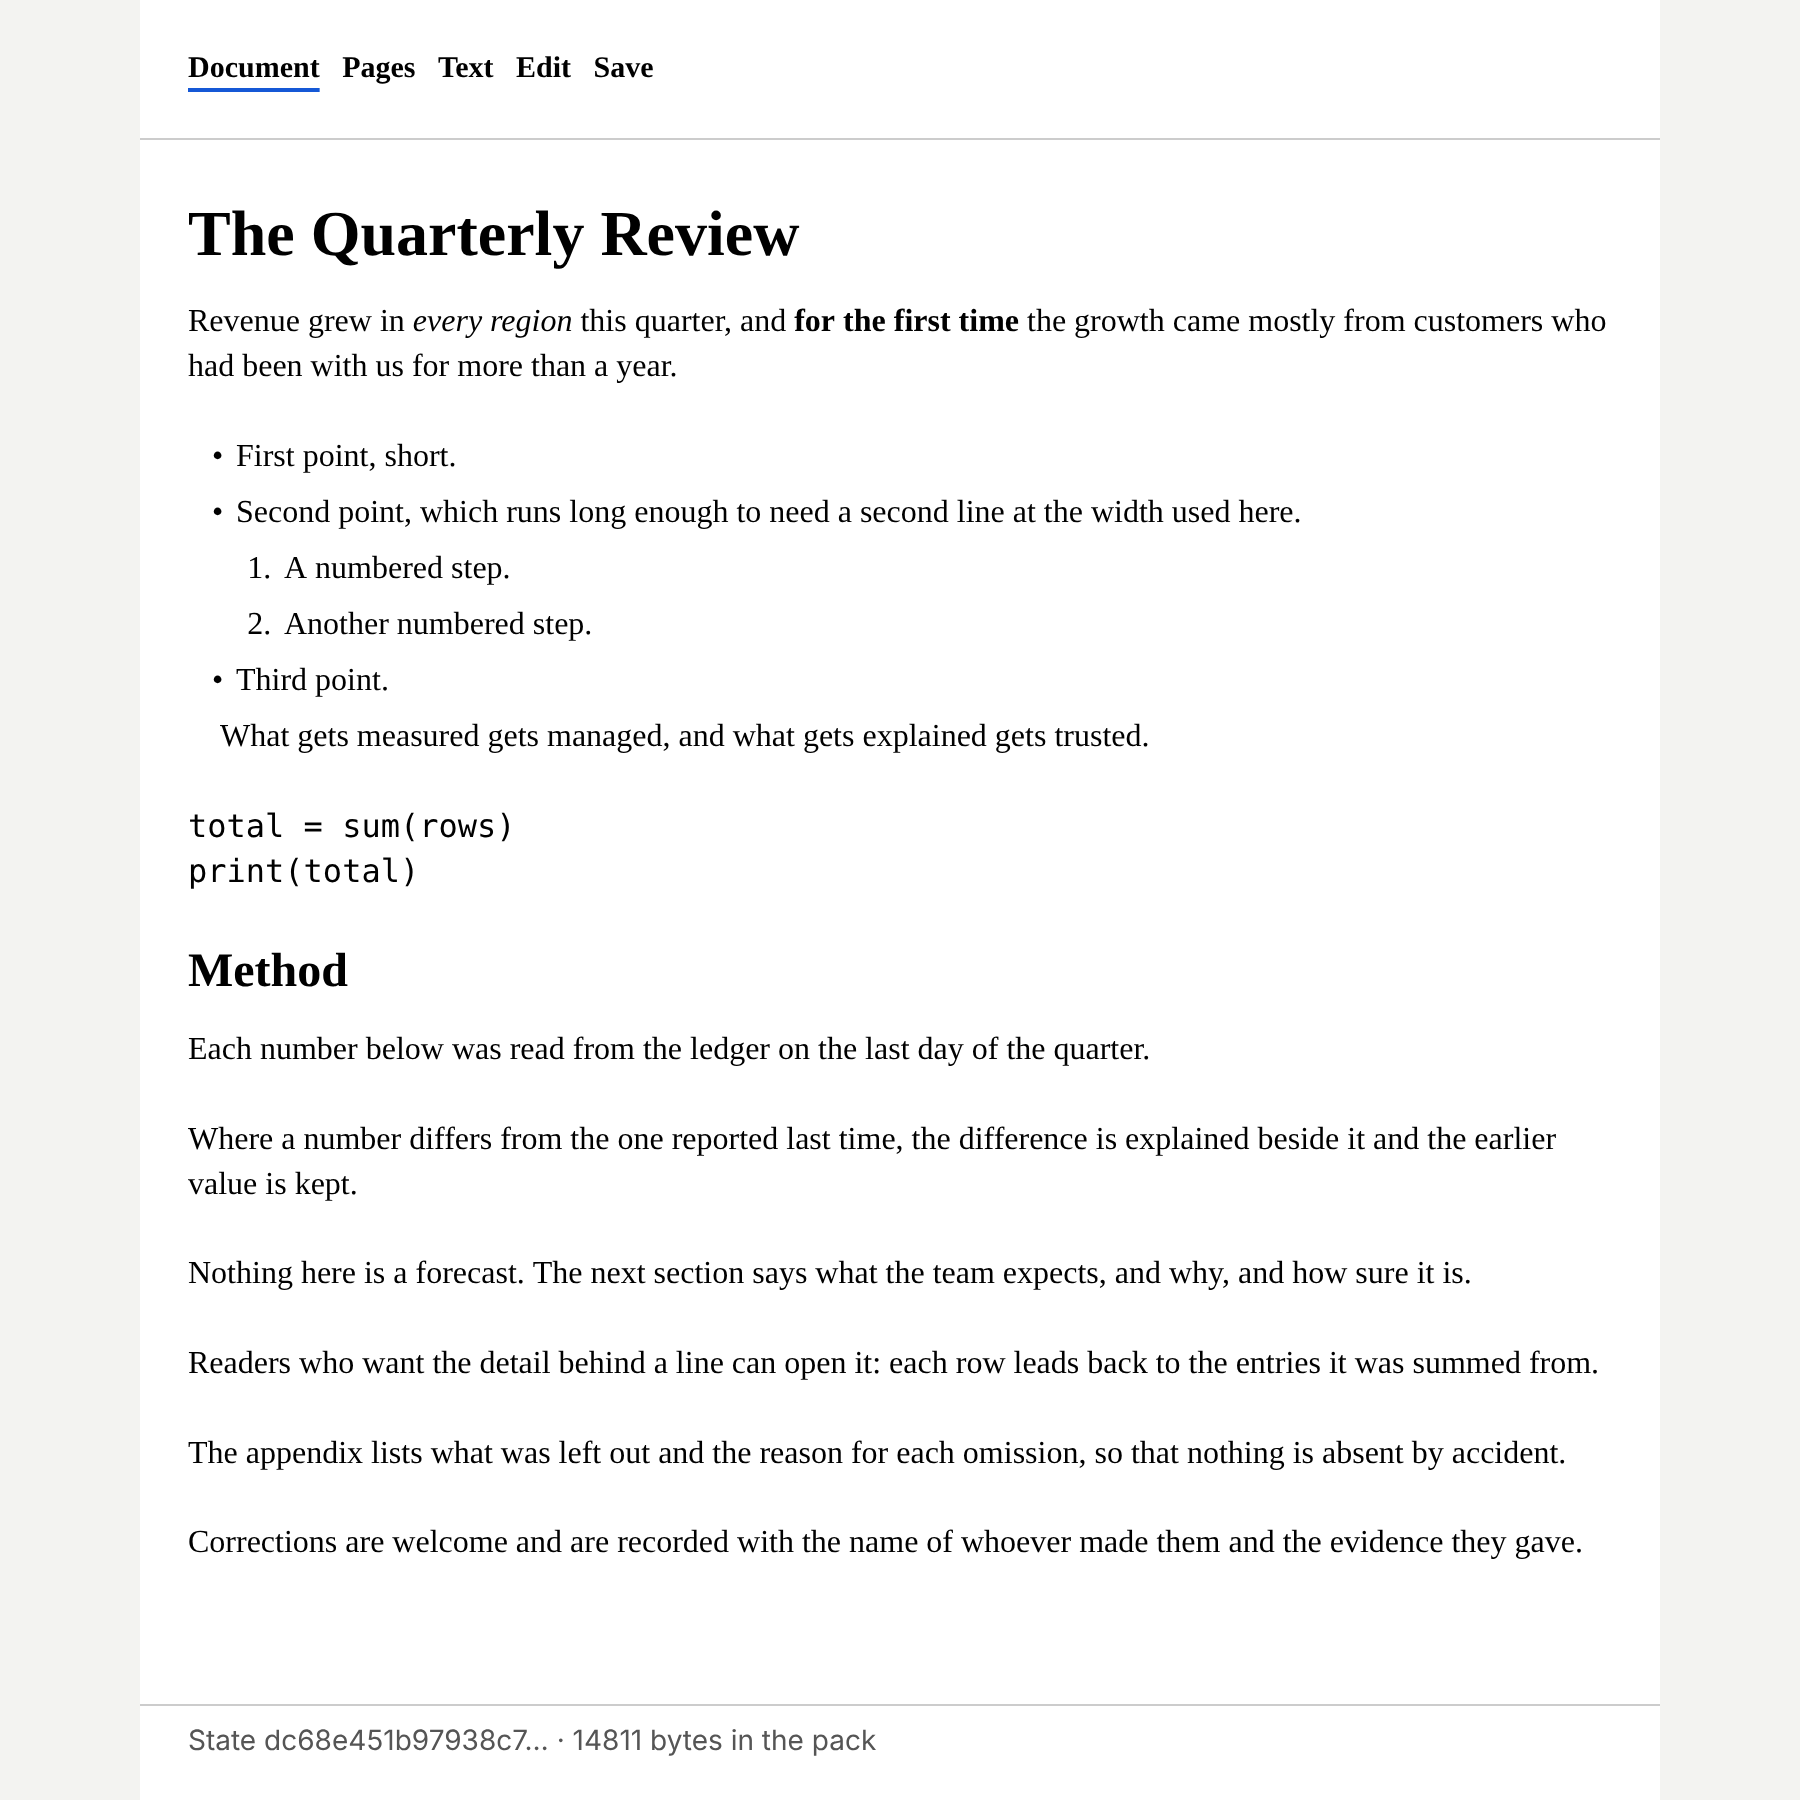 Document Pages Text Edit Save
The Quarterly Review
Revenue grew in every region this quarter, and for the first time the growth came mostly from customers who
had been with us for more than a year.
• First point, short.
• Second point, which runs long enough to need a second line at the width used here.
1. A numbered step.
2. Another numbered step.
• Third point.
What gets measured gets managed, and what gets explained gets trusted.
total = sum(rows)
print(total)
Method
Each number below was read from the ledger on the last day of the quarter.
Where a number differs from the one reported last time, the difference is explained beside it and the earlier
value is kept.
Nothing here is a forecast. The next section says what the team expects, and why, and how sure it is.
Readers who want the detail behind a line can open it: each row leads back to the entries it was summed from.
The appendix lists what was left out and the reason for each omission, so that nothing is absent by accident.
Corrections are welcome and are recorded with the name of whoever made them and the evidence they gave.
State dc68e451b97938c7… · 14811 bytes in the pack